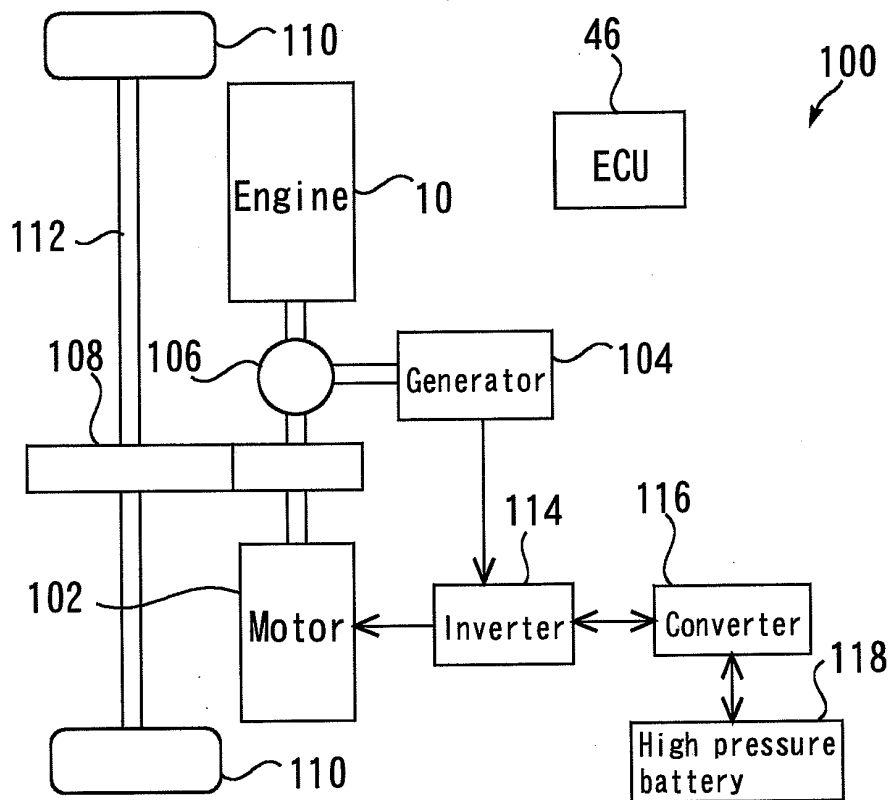 110
46
100
ECU
Engine
10
112
108
106
Generator
104
114
116
102
Motor
Inverter
Converter
118
High pressure
battery
110